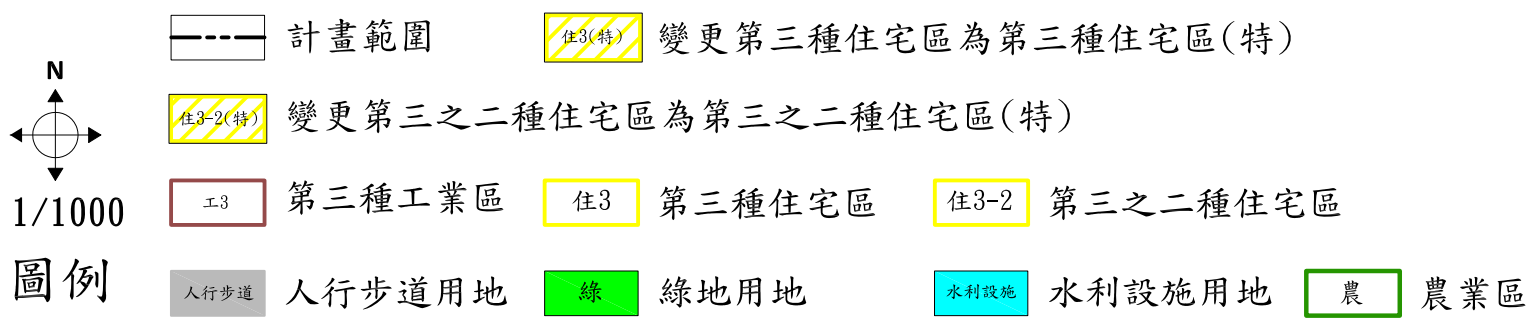 計畫範圍 住3(特) 變更第三種住宅區為第三種住宅區(特)
N
住3-2(特) 變更第三之二種住宅區為第三之二種住宅區(特)
1/1000 工3 第三種工業區 住3 第三種住宅區 住3-2 第三之二種住宅區
圖例 人行步道 人行步道用地 綠 綠地用地 水利設施 水利設施用地 農 農業區